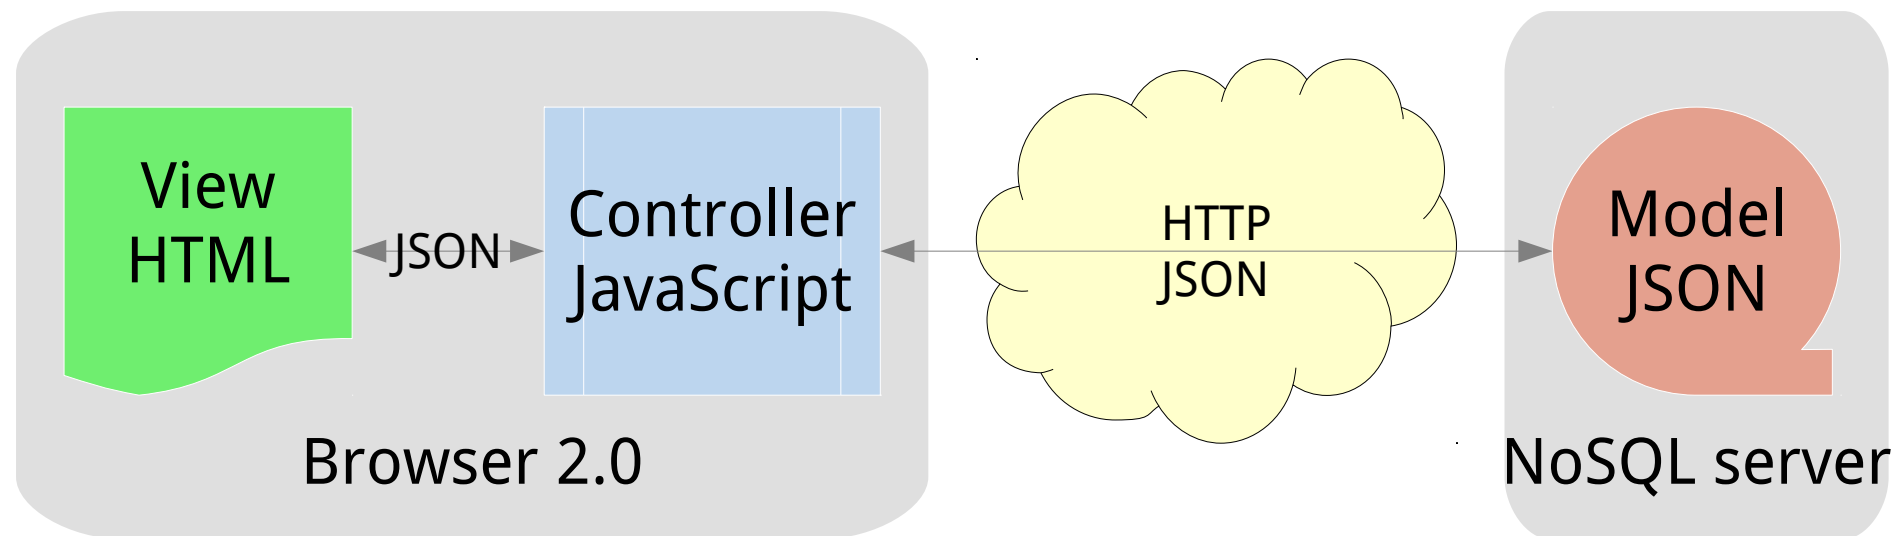 View
HTML
JSON
Controller
JavaScript
HTTP
JSON
Model
JSON
Browser 2.0
NoSQL server